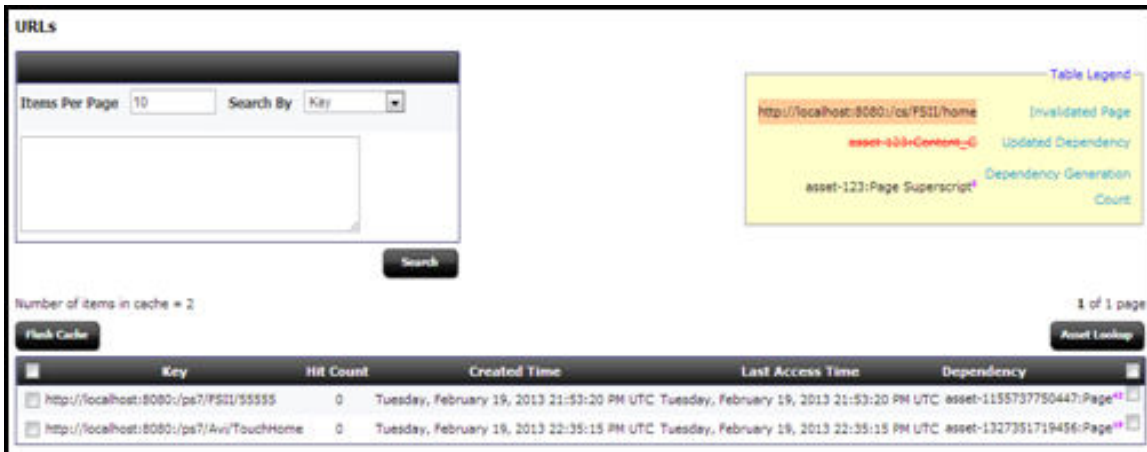 URLs
Items Per Page 10 Search By Key
Search
Table Legend
http://localhost:8080:/cs/FSII/home Invalidated Page
asset-123:Content_C Updated Dependency
asset-123:Page Superscript Dependency Generation Count
Number of items in cache = 2
1 of 1 page
Flush Cache
Asset Lookup
Key Hit Count Created Time Last Access Time Dependency
http://localhost:8080:/ps7/FSII/55555 0 Tuesday, February 19, 2013 21:53:20 PM UTC Tuesday, February 19, 2013 21:53:20 PM UTC asset-1155737750447:Page
http://localhost:8080:/ps7/Avi/TouchHome 0 Tuesday, February 19, 2013 22:35:15 PM UTC Tuesday, February 19, 2013 22:35:15 PM UTC asset-1327351719456:Page